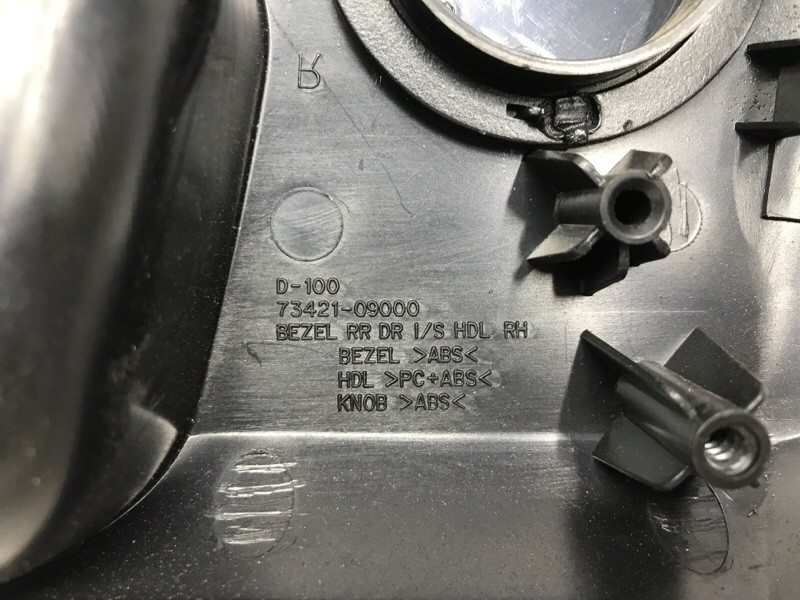 R
D-100
73421-09000
BEZEL RR DR I/S HDL RH
BEZEL >ABS<
HDL >PC+ABS<
KNOB >ABS<